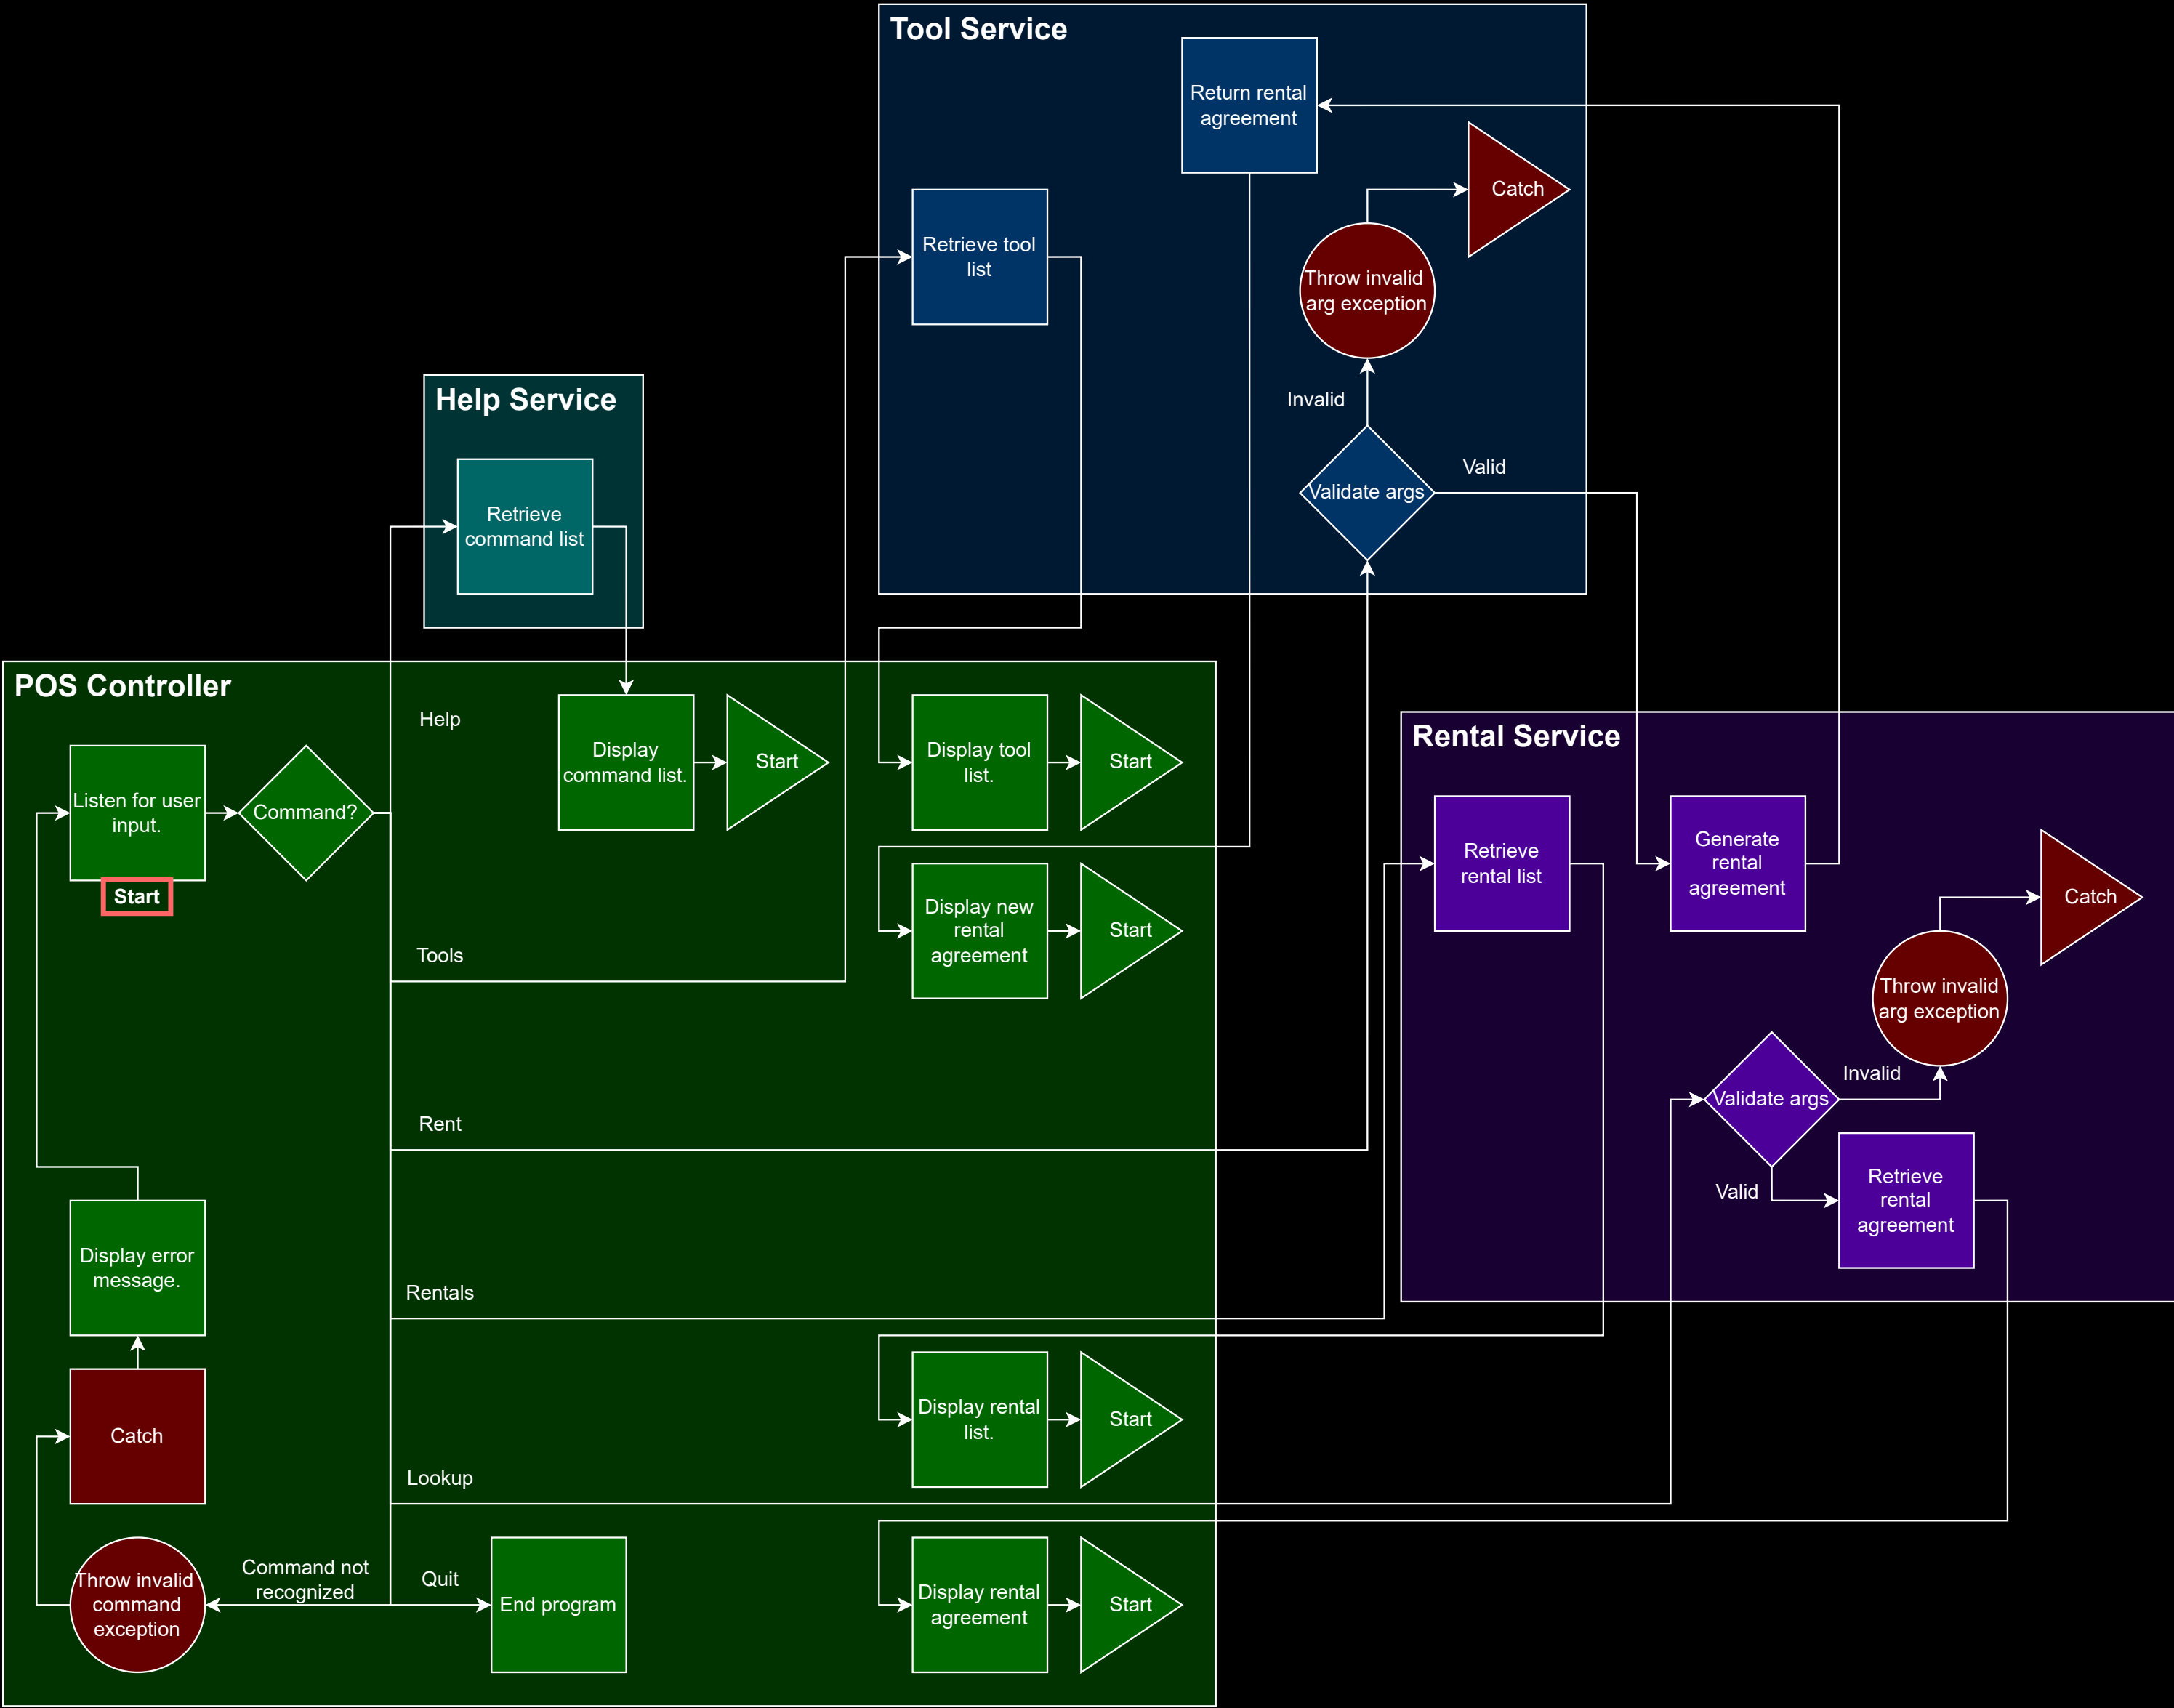 Tool Service
Return rental
agreement
Catch
Retrieve tool
list
Throw invalid
arg exception
Invalid
Valid
Validate args
Help Service
Retrieve
command list
POS Controller
Help
Display
command list.
Start
Display tool
list.
Start
Listen for user
input.
Start
Command?
Display new
rental
agreement
Start
Tools
Rent
Rentals
Display error
message.
Catch
Display rental
list.
Start
Lookup
Throw invalid
command
exception
Command not
recognized
Quit
End program
Display rental
agreement
Start
Rental Service
Retrieve
rental list
Generate
rental
agreement
Catch
Throw invalid
arg exception
Invalid
Validate args
Valid
Retrieve
rental
agreement